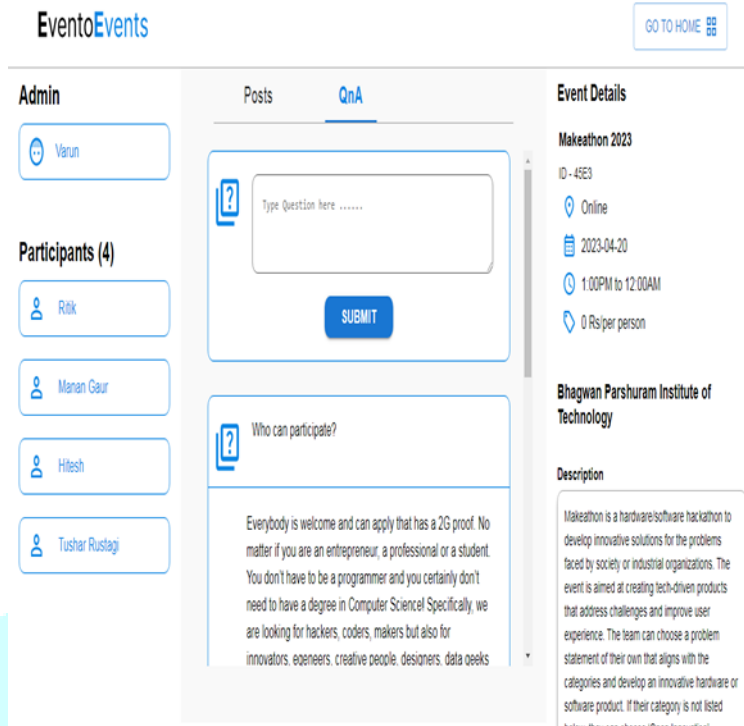 EventoEvents
GO TO HOME
Admin
Varun
Participants (4)
Ritik
Manan Gaur
Hitesh
Tushar Rustagi
Posts
QnA
Type Question here ......
SUBMIT
Who can participate?
Everybody is welcome and can apply that has a 2G proof. No
matter if you are an entrepreneur, a professional or a student.
You don't have to be a programmer and you certainly don't
need to have a degree in Computer Science! Specifically, we
are looking for hackers, coders, makers but also for
innovators, egeneers, creative people, designers, data geeks
Event Details
Makeathon 2023
ID - 45E3
Online
2023-04-20
1:00PM to 12:00AM
0 Rs/per person
Bhagwan Parshuram Institute of
Technology
Description
Makeathon is a hardware/software hackathon to
develop innovative solutions for the problems
faced by society or industrial organizations. The
event is aimed at creating tech-driven products
that address challenges and improve user
experience. The team can choose a problem
statement of their own that aligns with the
categories and develop an innovative hardware or
software product. If their category is not listed